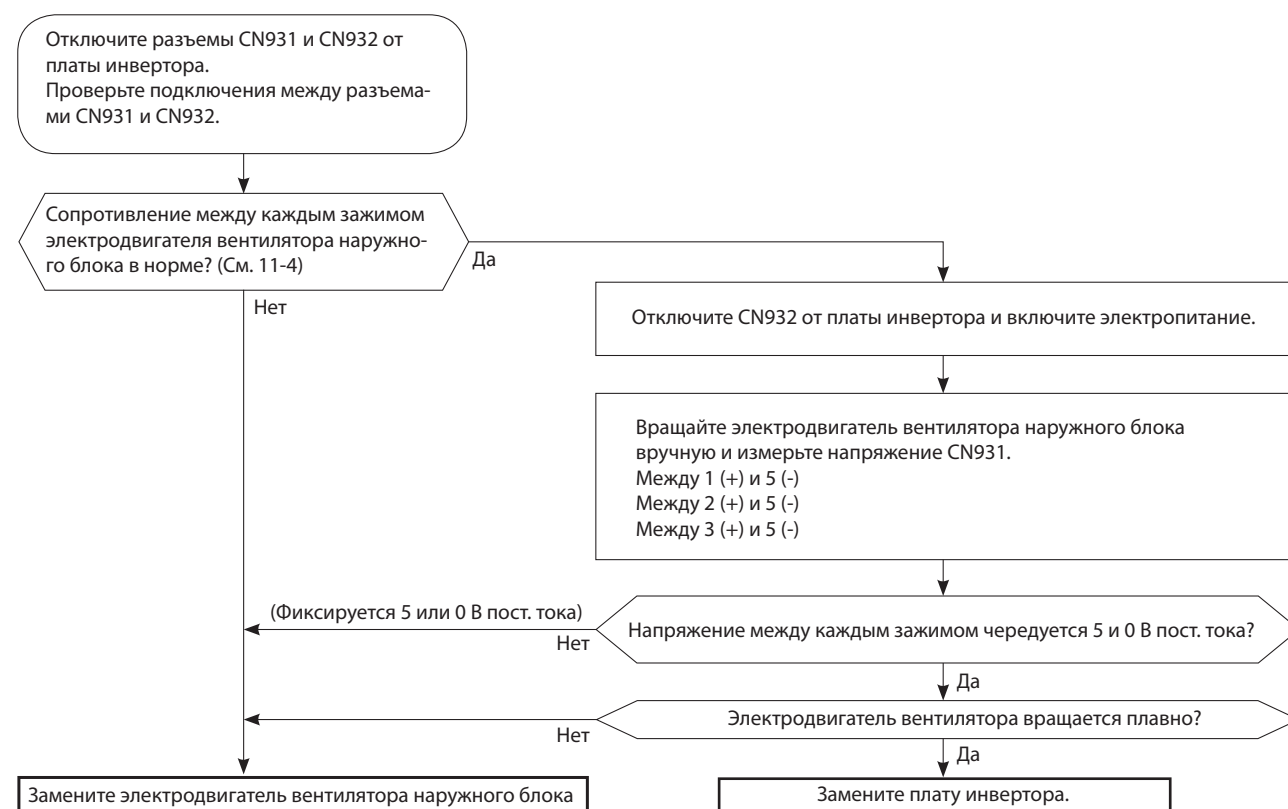 Отключите разъемы CN931 и CN932 от
платы инвертора.
Проверьте подключения между разъема-
ми CN931 и CN932.
Сопротивление между каждым зажимом
электродвигателя вентилятора наружно-
го блока в норме? (См. 11-4)
Да
Нет
Отключите CN932 от платы инвертора и включите электропитание.
Вращайте электродвигатель вентилятора наружного блока
вручную и измерьте напряжение CN931.
Между 1 (+) и 5 (-)
Между 2 (+) и 5 (-)
Между 3 (+) и 5 (-)
(Фиксируется 5 или 0 В пост. тока)
Нет
Напряжение между каждым зажимом чередуется 5 и 0 В пост. тока?
Да
Электродвигатель вентилятора вращается плавно?
Нет
Да
Замените электродвигатель вентилятора наружного блока
Замените плату инвертора.